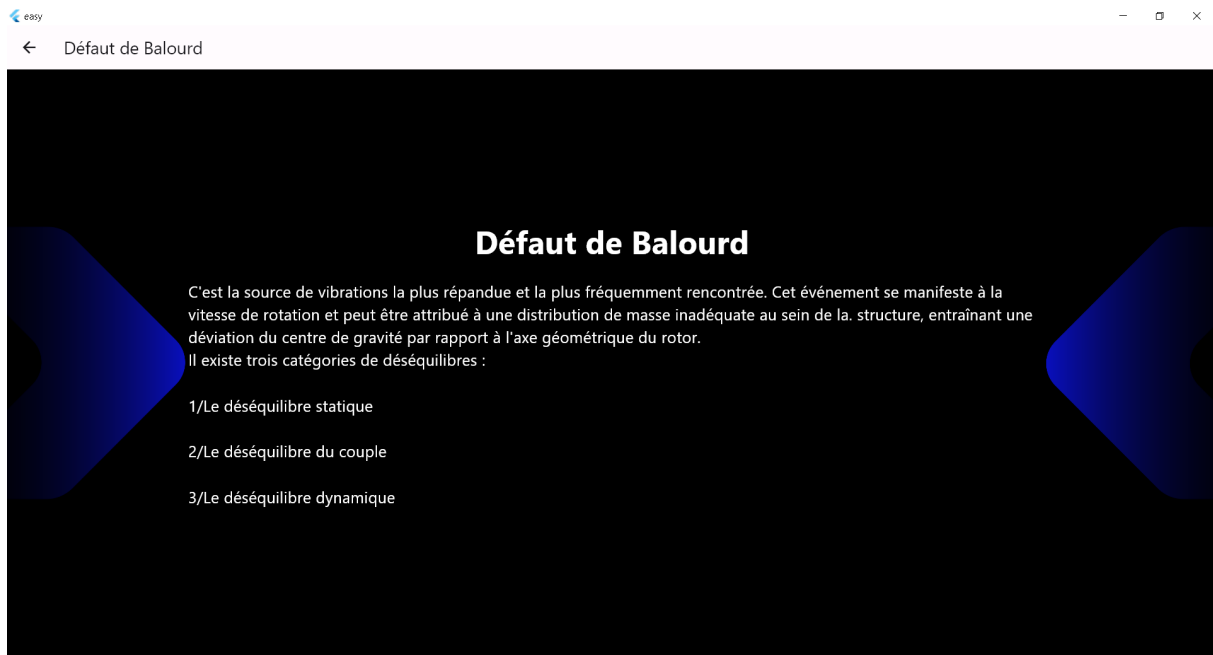 easy
Défaut de Balourd
Défaut de Balourd
C'est la source de vibrations la plus répandue et la plus fréquemment rencontrée. Cet événement se manifeste à la
vitesse de rotation et peut être attribué à une distribution de masse inadéquate au sein de la. structure, entraînant une
déviation du centre de gravité par rapport à l'axe géométrique du rotor.
Il existe trois catégories de déséquilibres :
1/Le déséquilibre statique
2/Le déséquilibre du couple
3/Le déséquilibre dynamique